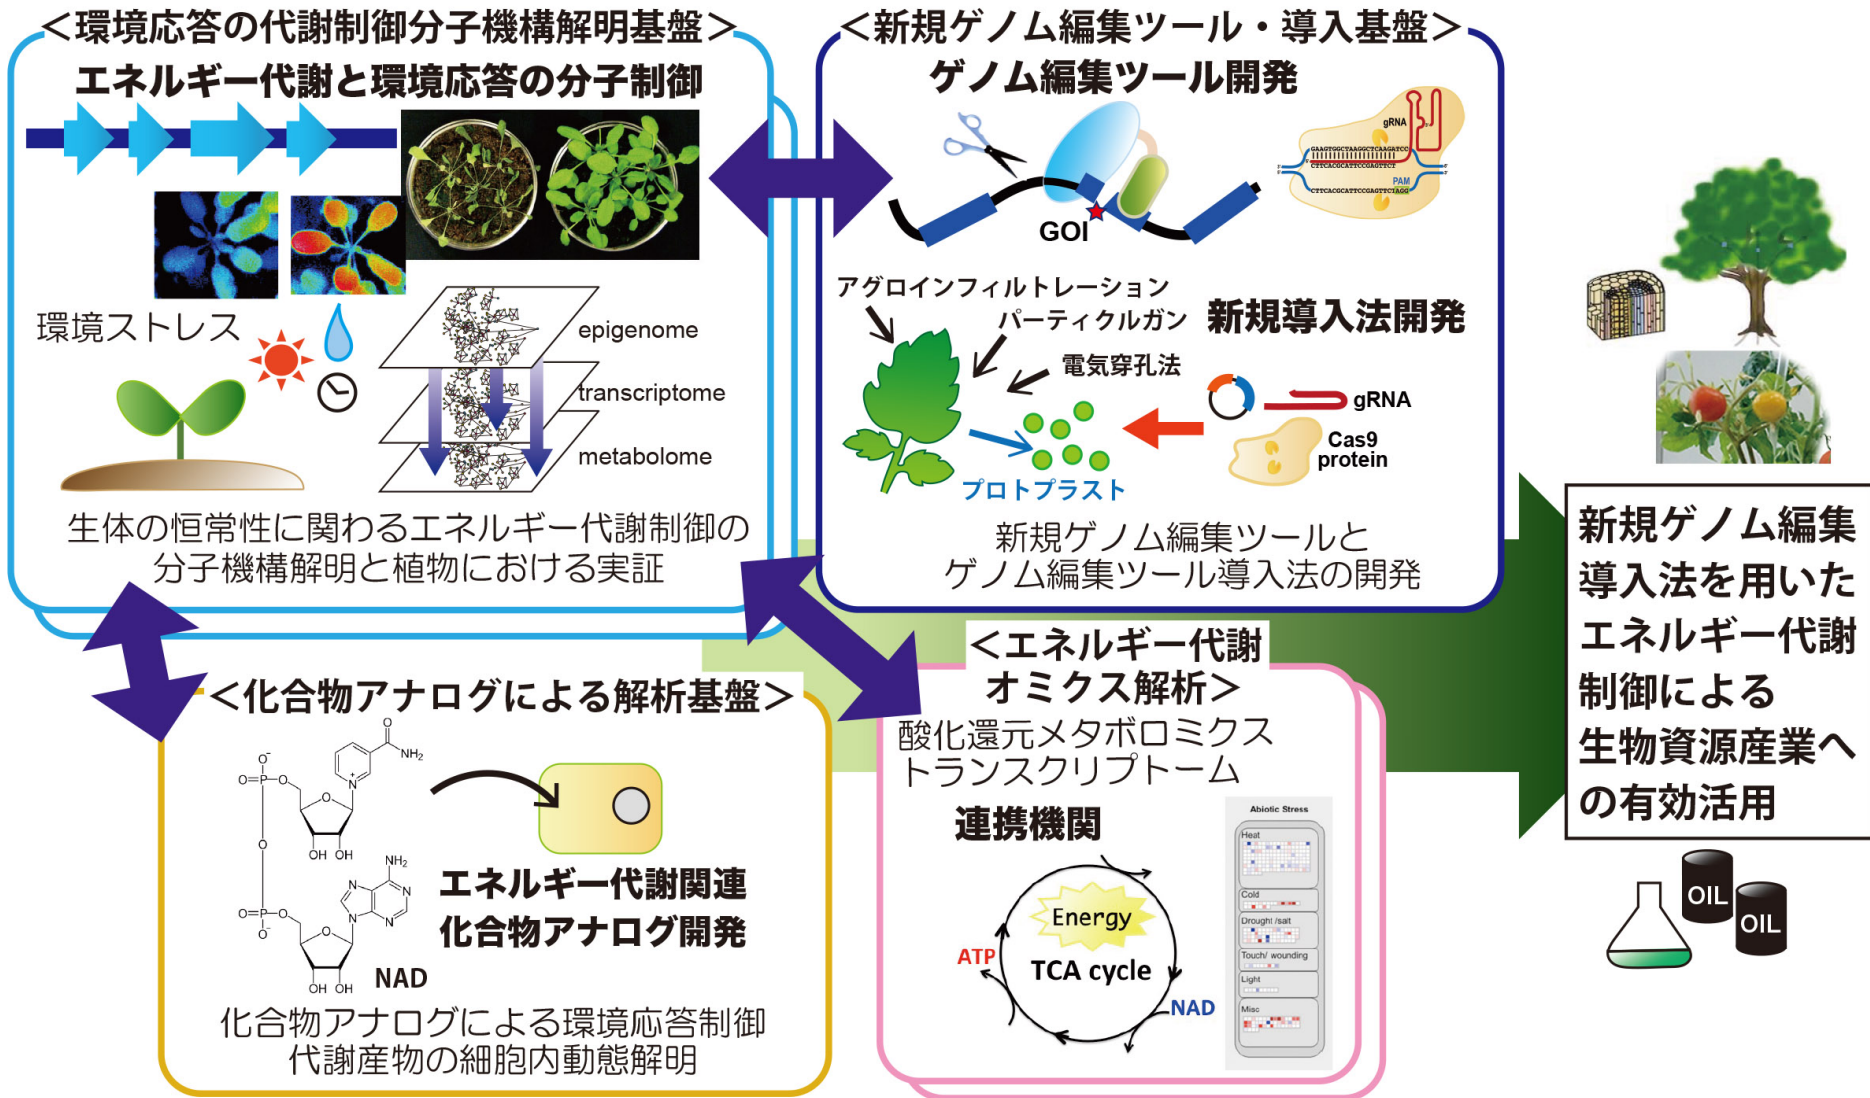 ＜環境応答の代謝制御分子機構解明基盤＞
エネルギー代謝と環境応答の分子制御
環境ストレス
epigenome
transcriptome
metabolome
生体の恒常性に関わるエネルギー代謝制御の
分子機構解明と植物における実証
＜新規ゲノム編集ツール・導入基盤＞
ゲノム編集ツール開発
gRNA
GAAGTGGCTAAGGCTCAAGATCC
CTTCACGCATTCCGAGTTCT
PAM
CTTCACGCATTCCGAGTTCTAGG
GOI
アグロインフィルトレーション
パーティクルガン
電気穿孔法
新規導入法開発
gRNA
Cas9
protein
プロトプラスト
新規ゲノム編集ツールと
ゲノム編集ツール導入法の開発
＜化合物アナログによる解析基盤＞
O
NH₂
O⁻
O=P-O
N⁺
O
OH OH
O
NH₂
N
N
N
N
O=P-O
O⁻
O
OH OH
NAD
エネルギー代謝関連
化合物アナログ開発
化合物アナログによる環境応答制御
代謝産物の細胞内動態解明
＜エネルギー代謝
オミクス解析＞
酸化還元メタボロミクス
トランスクリプトーム
連携機関
Energy
TCA cycle
ATP
NAD
Abiotic Stress
Heat
Cold
Drought /salt
Touch/ wounding
Light
Misc
新規ゲノム編集
導入法を用いた
エネルギー代謝
制御による
生物資源産業へ
の有効活用
OIL
OIL